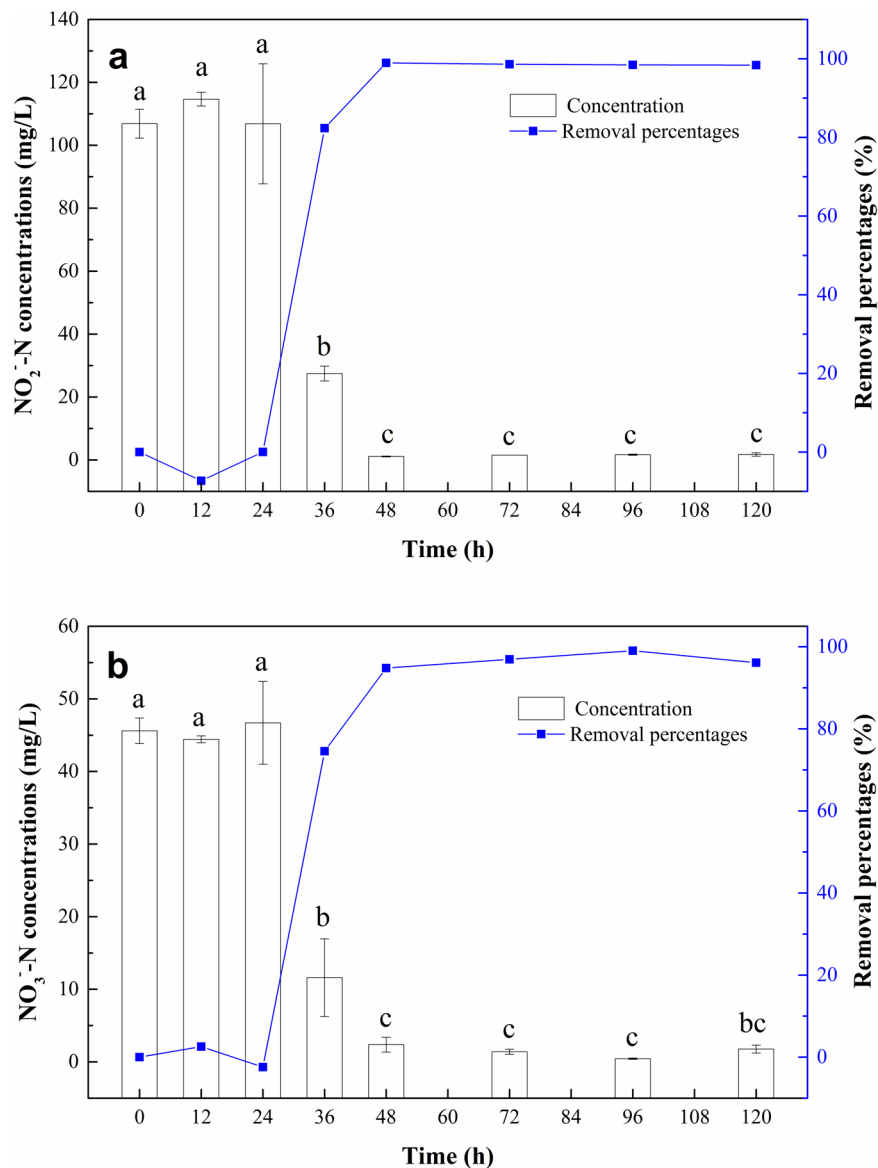 a
140
120
100
80
60
40
20
0
NO₂⁻-N concentrations (mg/L)
a
a
a
b
c
c
c
c
Concentration
Removal percentages
100
80
60
40
20
0
Removal percentages (%)
0 12 24 36 48 60 72 84 96 108 120
Time (h)
b
60
50
40
30
20
10
0
NO₃⁻-N concentrations (mg/L)
a
a
a
b
c
c
c
bc
Concentration
Removal percentages
100
80
60
40
20
0
Removal percentages (%)
0 12 24 36 48 60 72 84 96 108 120
Time (h)